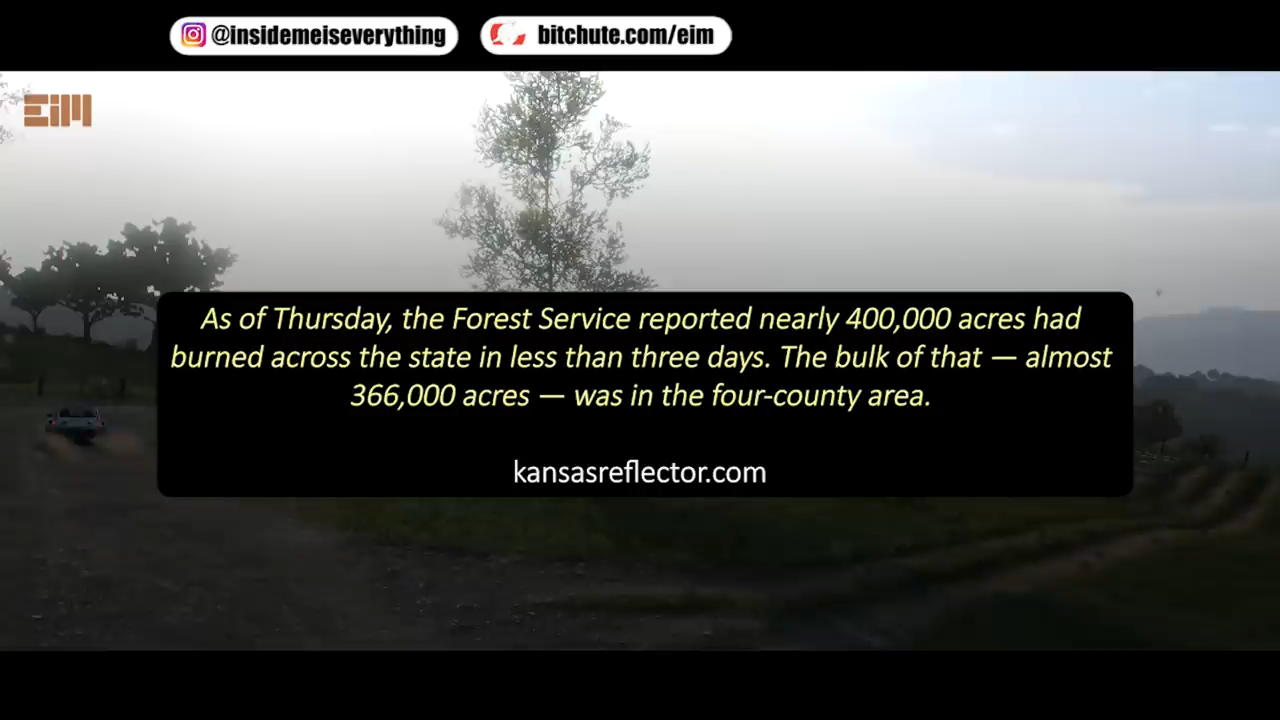 @insidemeiseverything
bitchute.com/eim
EiM
As of Thursday, the Forest Service reported nearly 400,000 acres had
burned across the state in less than three days. The bulk of that — almost
366,000 acres — was in the four-county area.
kansasreflector.com